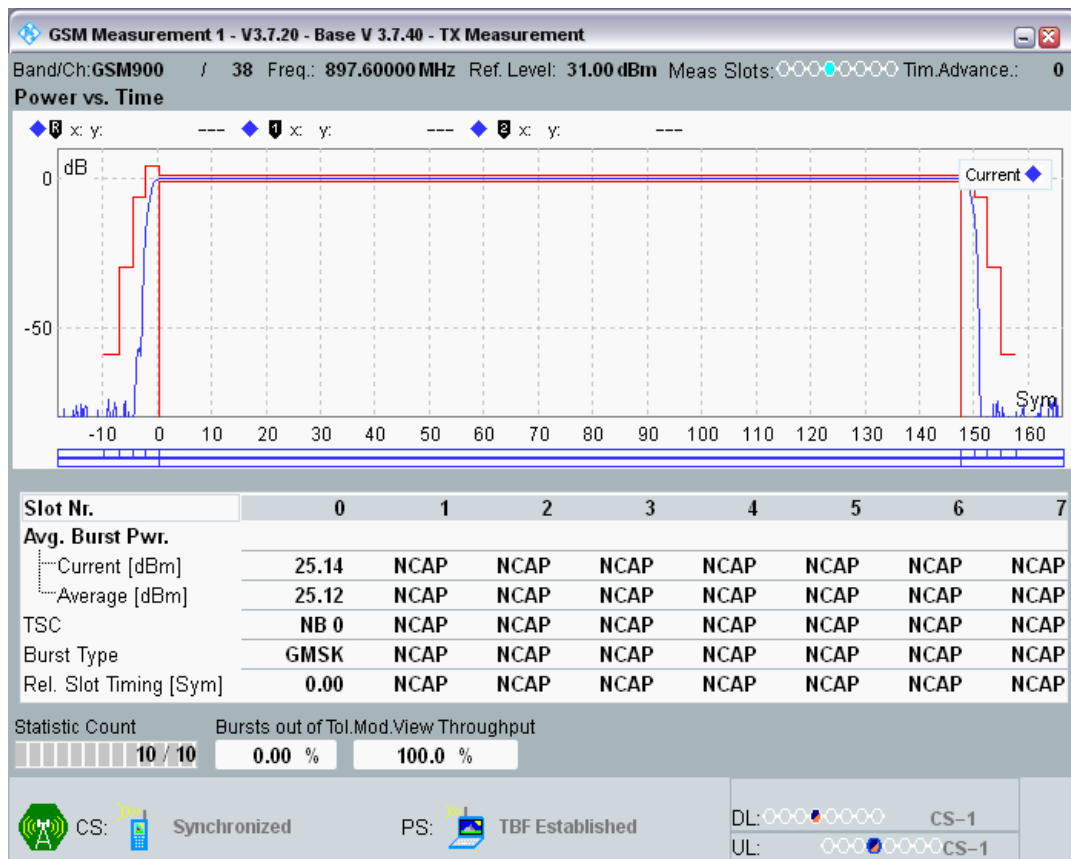 GSM Measurement 1 - V3.7.20 - Base V 3.7.40 - TX Measurement
Band/Ch:GSM900 / 38 Freq.: 897.60000 MHz Ref. Level: 31.00 dBm Meas Slots: Tim.Advance.: 0
Power vs. Time
R x: y: --- 1 x: y: --- 2 x: y: ---
dB
Current
0
-50
Sym
-10 0 10 20 30 40 50 60 70 80 90 100 110 120 130 140 150 160
Slot Nr. 0 1 2 3 4 5 6 7
Avg. Burst Pwr.
Current [dBm] 25.14 NCAP NCAP NCAP NCAP NCAP NCAP NCAP
Average [dBm] 25.12 NCAP NCAP NCAP NCAP NCAP NCAP NCAP
TSC NB 0 NCAP NCAP NCAP NCAP NCAP NCAP NCAP
Burst Type GMSK NCAP NCAP NCAP NCAP NCAP NCAP NCAP
Rel. Slot Timing [Sym] 0.00 NCAP NCAP NCAP NCAP NCAP NCAP NCAP
Statistic Count Bursts out of Tol.Mod.View Throughput
10 / 10 0.00 % 100.0 %
CS: Synchronized PS: TBF Established
DL: CS-1
UL: CS-1